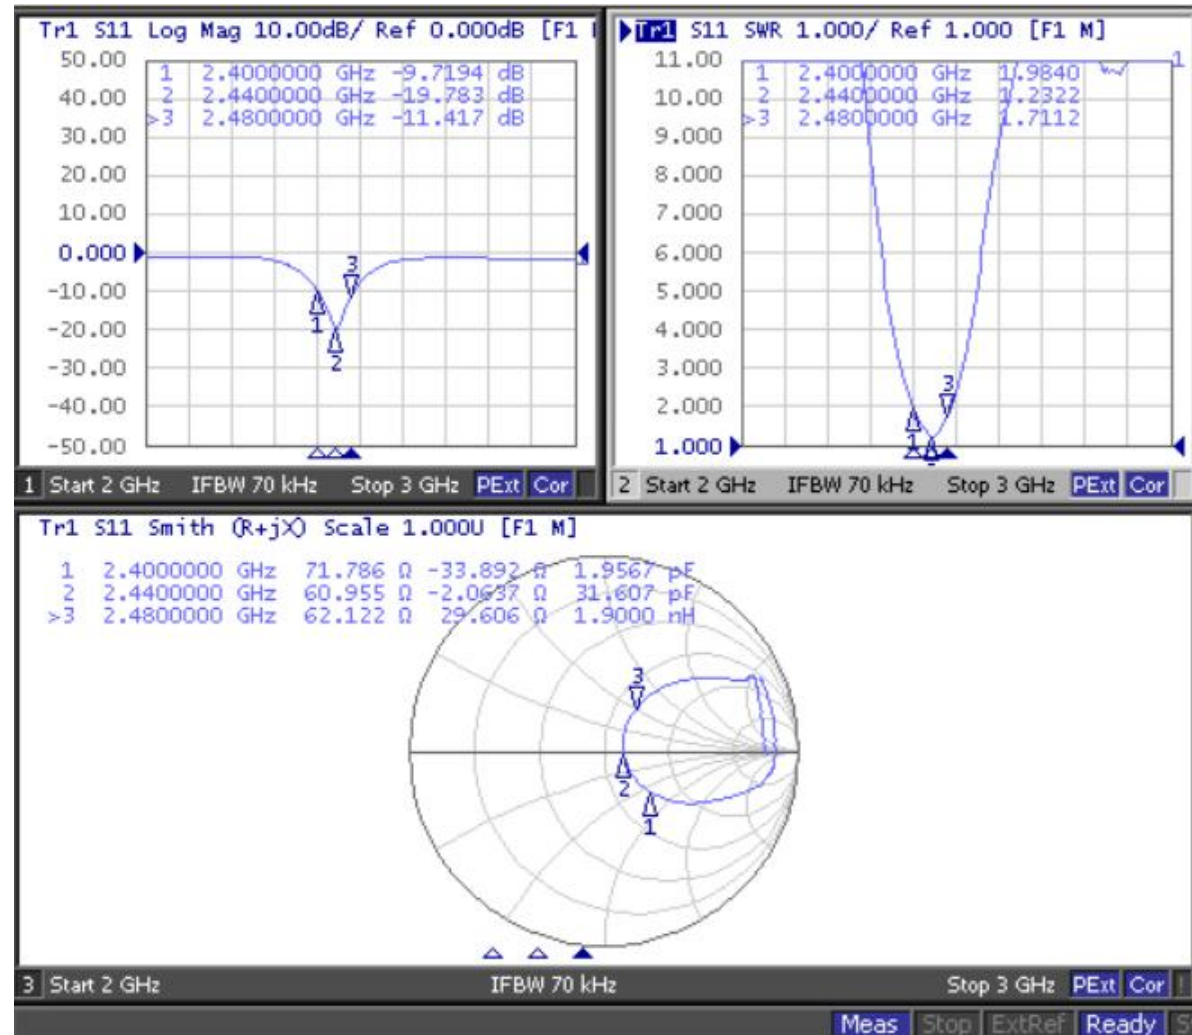 Tr1 S11 Log Mag 10.00dB/ Ref 0.000dB [F1
50.00
40.00
30.00
20.00
10.00
0.000
-10.00
-20.00
-30.00
-40.00
-50.00
1 2.4000000 GHz -9.7194 dB
2 2.4400000 GHz -19.783 dB
>3 2.4800000 GHz -11.417 dB
1
2
3
1 Start 2 GHz IFBW 70 kHz Stop 3 GHz PExt Cor
Tr1 S11 SWR 1.000/ Ref 1.000 [F1 M]
11.00
10.00
9.000
8.000
7.000
6.000
5.000
4.000
3.000
2.000
1.000
1 2.4000000 GHz 1.9840
2 2.4400000 GHz 1.2322
>3 2.4800000 GHz 1.7112
1
1
3
2 Start 2 GHz IFBW 70 kHz Stop 3 GHz PExt Cor
Tr1 S11 Smith (R+jX) Scale 1.000U [F1 M]
1 2.4000000 GHz 71.786 Ω -33.892 Ω 1.9567 pF
2 2.4400000 GHz 60.955 Ω -2.0637 Ω 31.607 pF
>3 2.4800000 GHz 62.122 Ω 29.606 Ω 1.9000 nH
3
2
1
3 Start 2 GHz IFBW 70 kHz Stop 3 GHz PExt Cor
Meas Stop ExtRef Ready